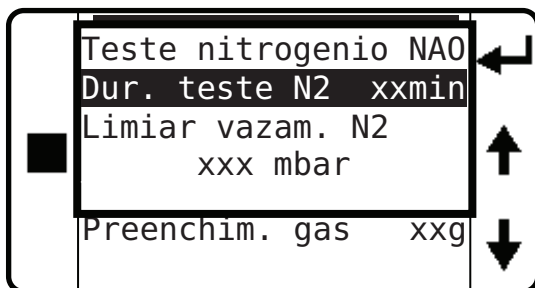 Teste nitrogenio NAO
Dur. teste N2 xxmin
Limiar vazam. N2
xxx mbar
Preenchim. gas xxg